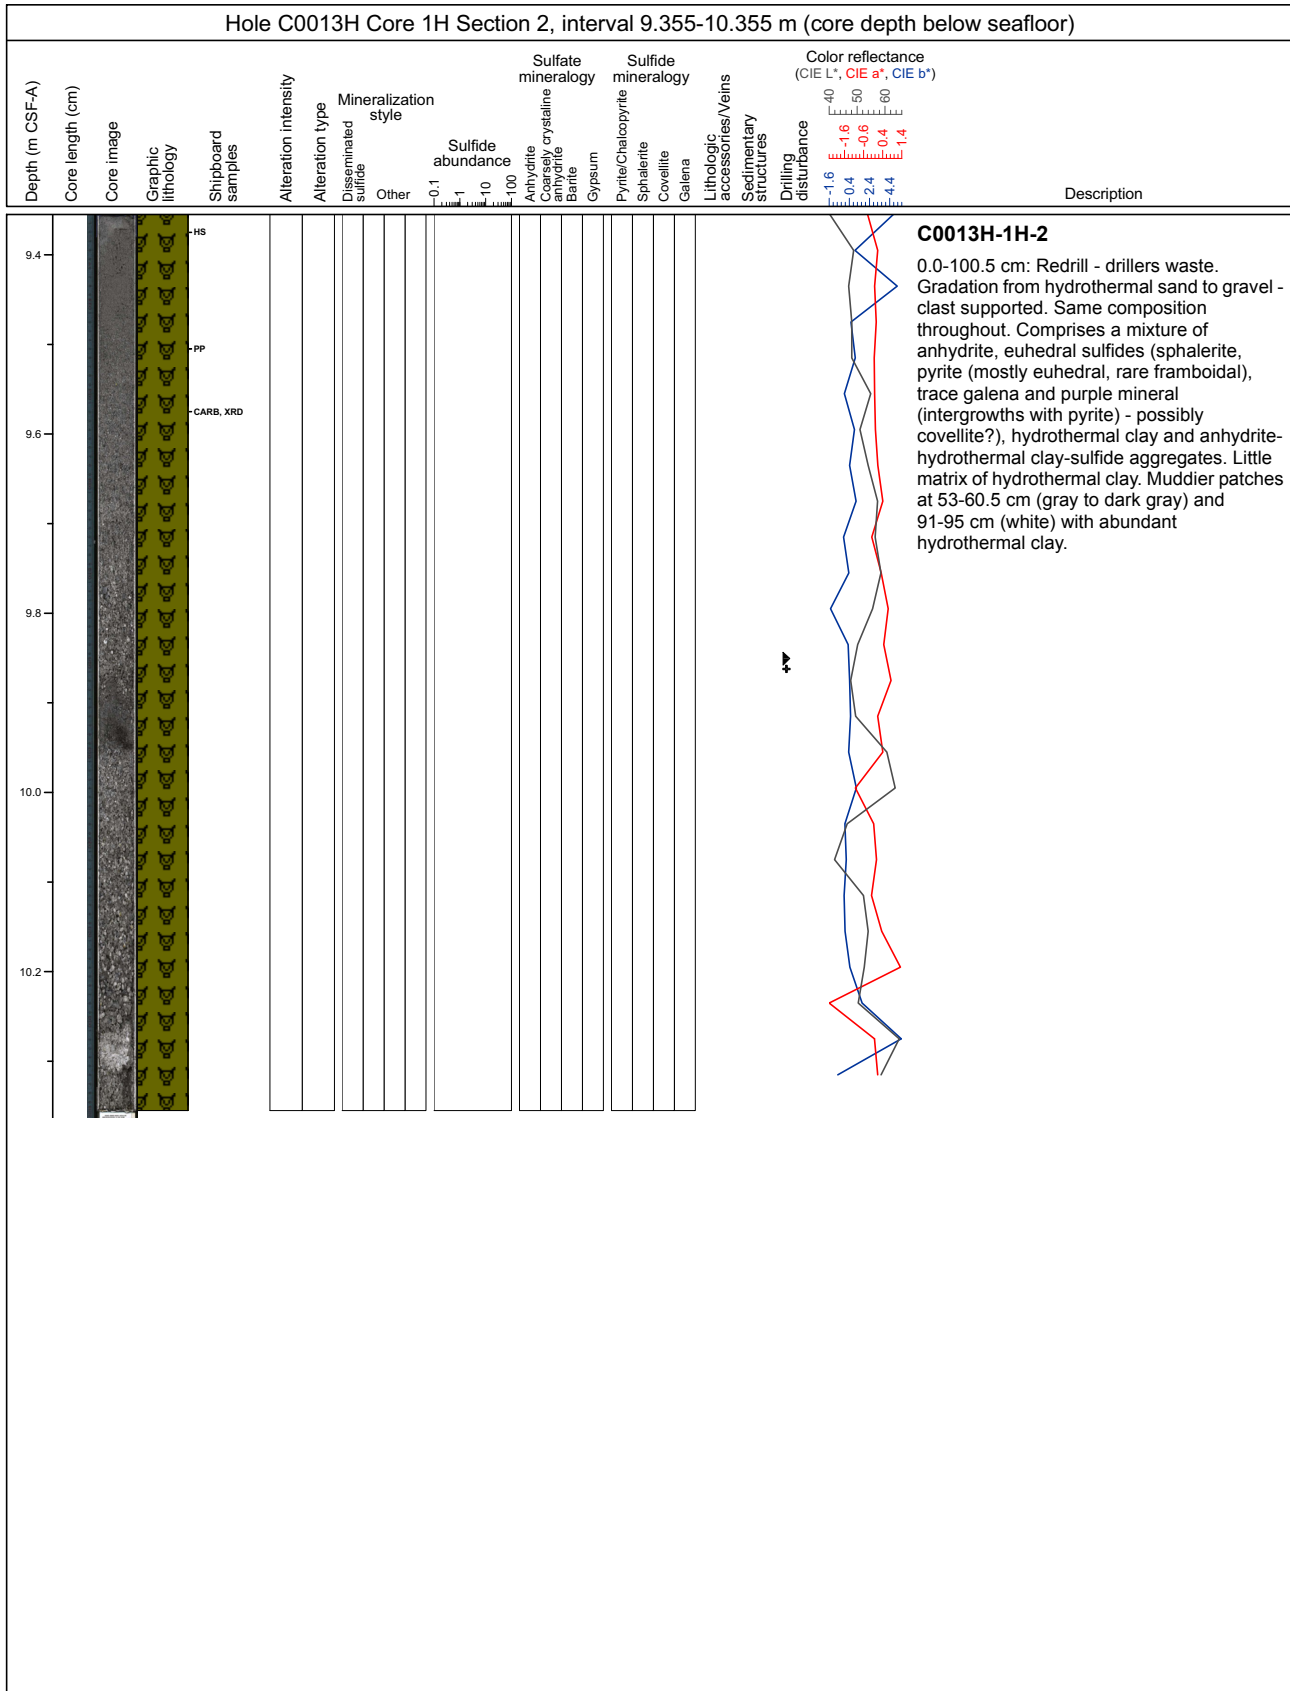 Hole C0013H Core 1H Section 2, interval 9.355-10.355 m (core depth below seafloor)
Depth (m CSF-A)
Core length (cm)
Core image
Graphic
lithology
Shipboard
samples
Alteration intensity
Alteration type
Mineralization
style
Disseminated
sulfide
Other
Sulfide
abundance
0.1
1
10
100
Sulfate
mineralogy
Anhydrite
Coarsely crystaline
anhydrite
Barite
Gypsum
Sulfide
mineralogy
Pyrite/Chalcopyrite
Sphalerite
Covellite
Galena
Lithologic
accessories/Veins
Sedimentary
structures
Drilling
disturbance
Color reflectance
(CIE L*, CIE a*, CIE b*)
40
50
60
-1.6
-0.6
0.4
1.4
-1.6
0.4
2.4
4.4
Description
9.4
9.6
9.8
10.0
10.2
HS
PP
CARB, XRD
C0013H-1H-2
0.0-100.5 cm: Redrill - drillers waste.
Gradation from hydrothermal sand to gravel -
clast supported. Same composition
throughout. Comprises a mixture of
anhydrite, euhedral sulfides (sphalerite,
pyrite (mostly euhedral, rare framboidal),
trace galena and purple mineral
(intergrowths with pyrite) - possibly
covellite?), hydrothermal clay and anhydrite-
hydrothermal clay-sulfide aggregates. Little
matrix of hydrothermal clay. Muddier patches
at 53-60.5 cm (gray to dark gray) and
91-95 cm (white) with abundant
hydrothermal clay.